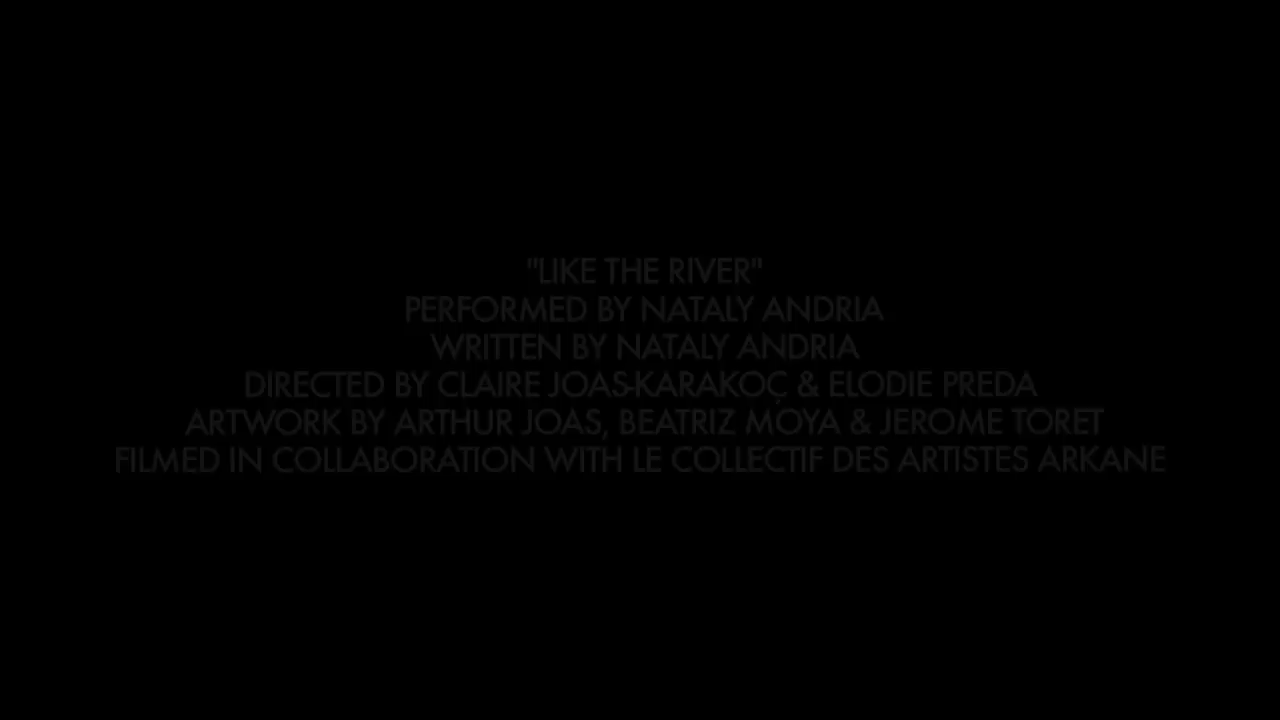 "LIKE THE RIVER"
PERFORMED BY NATALY ANDRIA
WRITTEN BY NATALY ANDRIA
DIRECTED BY CLAIRE JOAS-KARAKOÇ & ELODIE PREDA
ARTWORK BY ARTHUR JOAS, BEATRIZ MOYA & JEROME TORET
FILMED IN COLLABORATION WITH LE COLLECTIF DES ARTISTES ARKANE